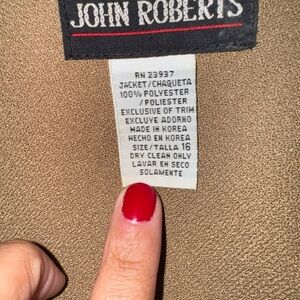 JOHN ROBERTS
RN 23937
JACKET/CHAQUETA
100% POLYESTER
/POLIESTER
EXCLUSIVE OF TRIM
EXCLUYE ADORNO
MADE IN KOREA
HECHO EN KOREA
SIZE/TALLA 16
DRY CLEAN ONLY
LAVAR EN SECO
SOLAMENTE